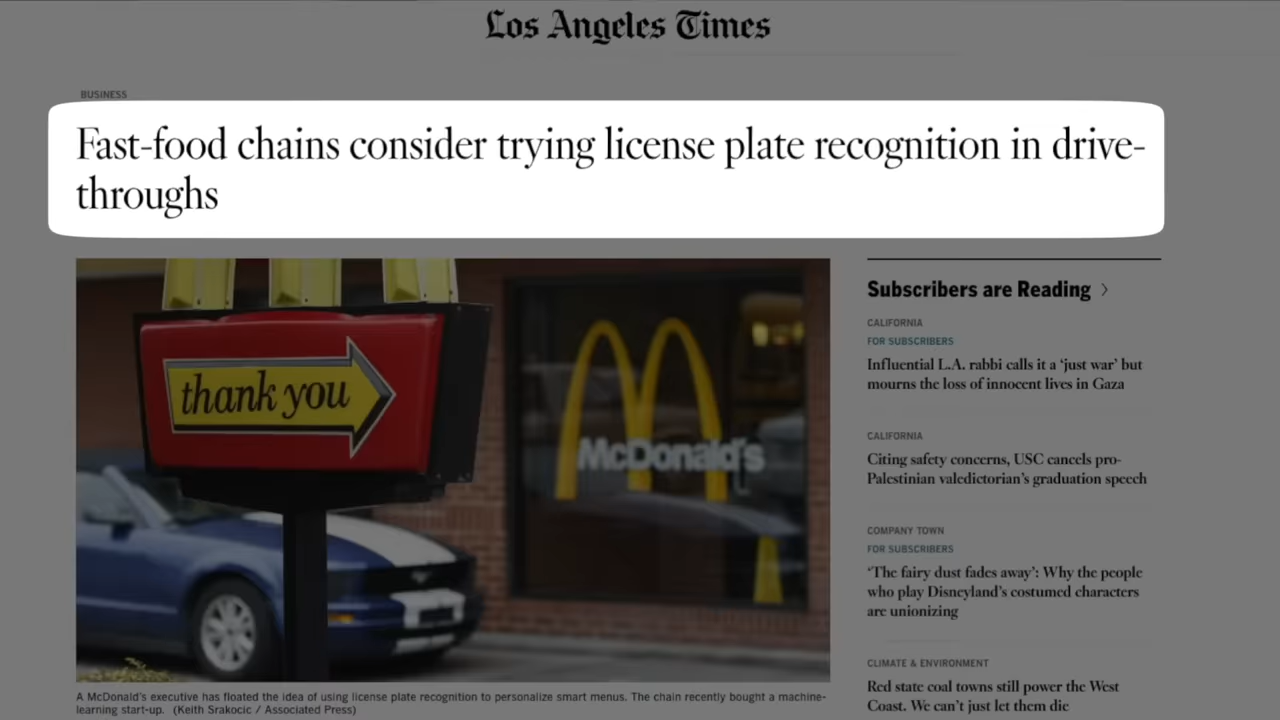 Los Angeles Times
BUSINESS
Fast-food chains consider trying license plate recognition in drive-
throughs
thank you
McDonald's
A McDonald's executive has floated the idea of using license plate recognition to personalize smart menus. The chain recently bought a machine-
learning start-up. (Keith Srakocic / Associated Press)
Subscribers are Reading >
CALIFORNIA
FOR SUBSCRIBERS
Influential L.A. rabbi calls it a ‘just war’ but
mourns the loss of innocent lives in Gaza
CALIFORNIA
Citing safety concerns, USC cancels pro-
Palestinian valedictorian’s graduation speech
COMPANY TOWN
FOR SUBSCRIBERS
‘The fairy dust fades away’: Why the people
who play Disneyland’s costumed characters
are unionizing
CLIMATE & ENVIRONMENT
Red state coal towns still power the West
Coast. We can’t just let them die